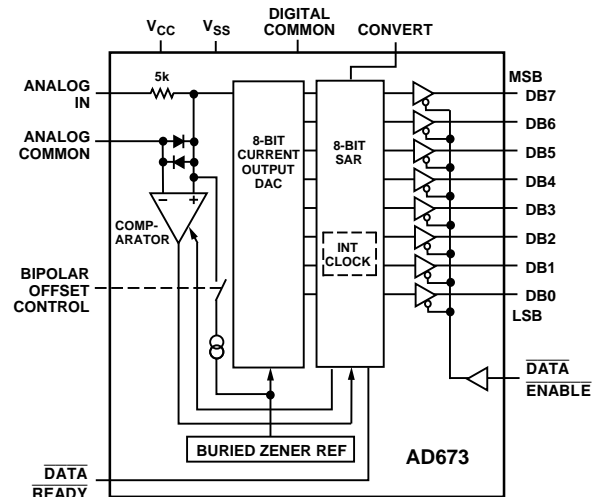 V_CC
V_SS
DIGITAL
COMMON
CONVERT
ANALOG
IN
5k
MSB
DB7
ANALOG
COMMON
8-BIT
CURRENT
OUTPUT
DAC
8-BIT
SAR
DB6
DB5
DB4
DB3
DB2
DB1
DB0
LSB
– +
COMP-
ARATOR
INT
CLOCK
BIPOLAR
OFFSET
CONTROL
DATA
ENABLE
BURIED ZENER REF
AD673
DATA
READY